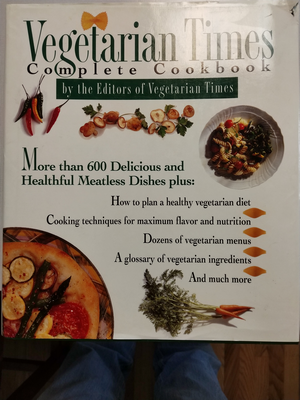 Vegetarian Times
Complete Cookbook
by the Editors of Vegetarian Times
More than 600 Delicious and
Healthful Meatless Dishes plus:
How to plan a healthy vegetarian diet
Cooking techniques for maximum flavor and nutrition
Dozens of vegetarian menus
A glossary of vegetarian ingredients
And much more